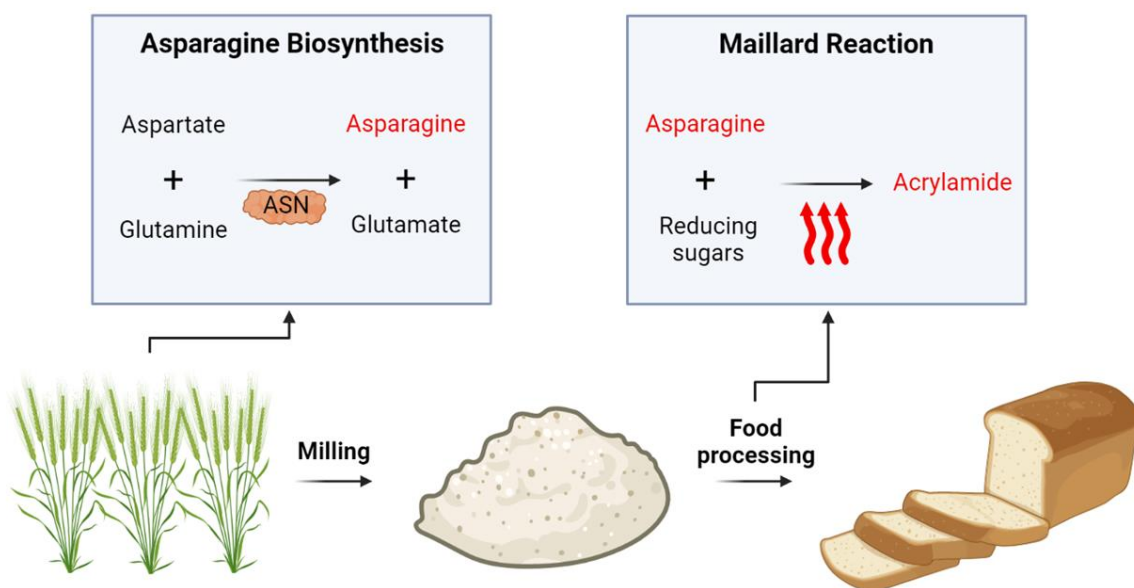 Asparagine Biosynthesis
Aspartate
+
Glutamine
ASN
Asparagine
+
Glutamate
Maillard Reaction
Asparagine
+
Reducing
sugars
Acrylamide
Milling
Food
processing